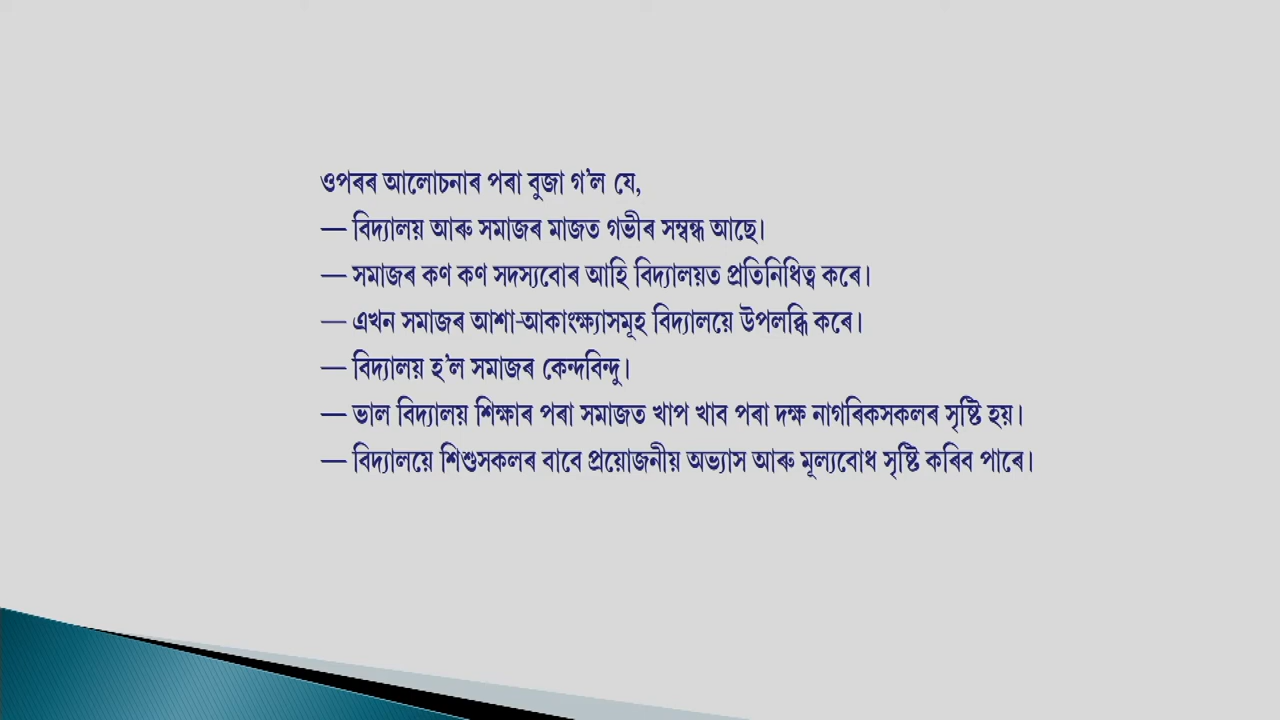 ওপৰৰ আলোচনাৰ পৰা বুজা গ'ল যে,
— বিদ্যালয় আৰু সমাজৰ মাজত গভীৰ সম্বন্ধ আছে।
— সমাজৰ কণ কণ সদস্যবোৰ আহি বিদ্যালয়ত প্ৰতিনিধিত্ব কৰে।
— এখন সমাজৰ আশা-আকাংক্ষ্যাসমূহ বিদ্যালয়ে উপলব্ধি কৰে।
— বিদ্যালয় হ'ল সমাজৰ কেন্দবিন্দু।
— ভাল বিদ্যালয় শিক্ষাৰ পৰা সমাজত খাপ খাব পৰা দক্ষ নাগৰিকসকলৰ সৃষ্টি হয়।
— বিদ্যালয়ে শিশুসকলৰ বাবে প্ৰয়োজনীয় অভ্যাস আৰু মূল্যবোধ সৃষ্টি কৰিব পাৰে।